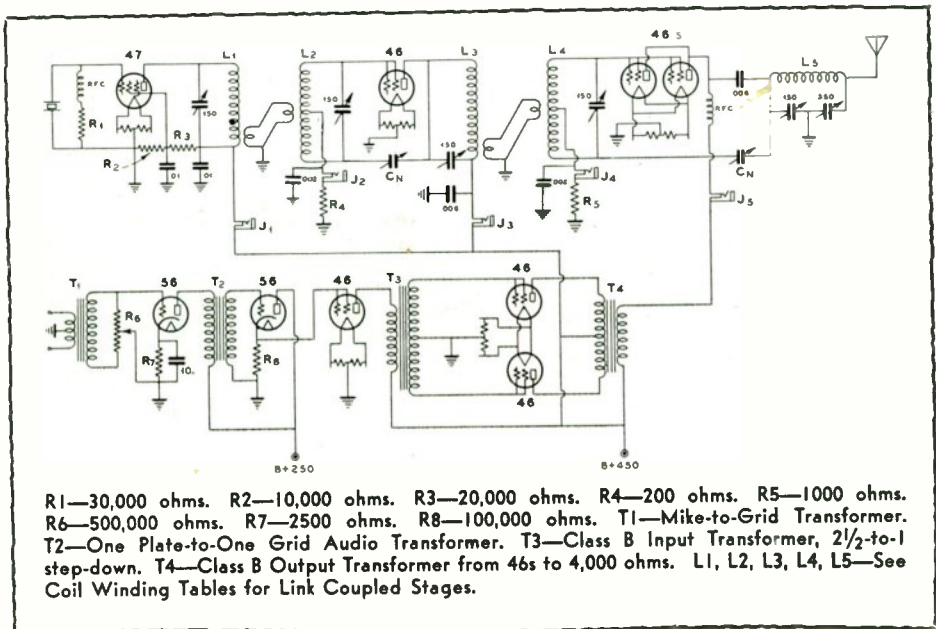 47
L1
L2
46
L3
L4
46 S
L5
RFC
R1
150
R3
R2
.01
.01
150
.002
J2
R4
CN
150
.006
J1
J3
150
.002
J4
R5
.006
RFC
150
350
CN
J5
T1
56
T2
56
46
T3
46
T4
R6
R7
10.
R8
46
B+250
B+450
R1—30,000 ohms. R2—10,000 ohms. R3—20,000 ohms. R4—200 ohms. R5—1000 ohms.
R6—500,000 ohms. R7—2500 ohms. R8—100,000 ohms. T1—Mike-to-Grid Transformer.
T2—One Plate-to-One Grid Audio Transformer. T3—Class B Input Transformer, 2½-to-1
step-down. T4—Class B Output Transformer from 46s to 4,000 ohms. L1, L2, L3, L4, L5—See
Coil Winding Tables for Link Coupled Stages.